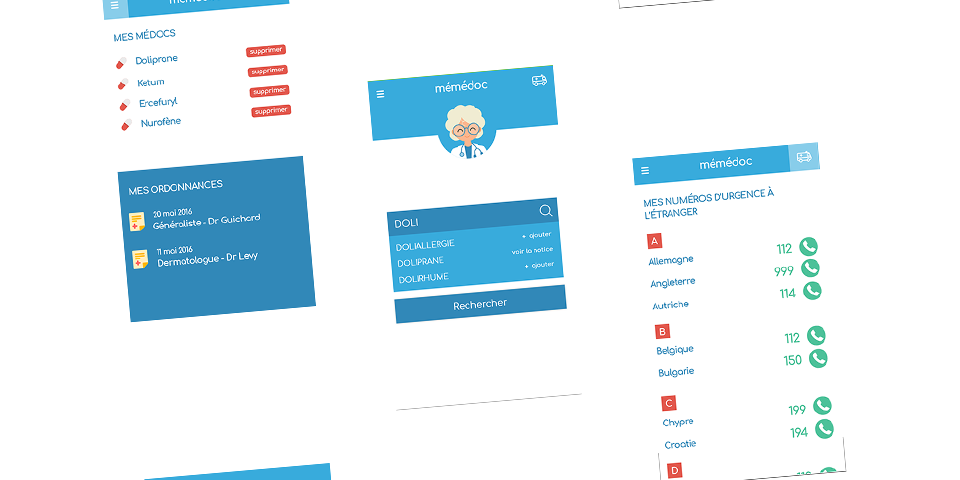 MES MÉDOCS
Doliprane supprimer
Ketum supprimer
Ercefuryl supprimer
Nurofène supprimer
MES ORDONNANCES
20 mai 2016
Généraliste - Dr Guichard
11 mai 2016
Dermatologue - Dr Levy
mémédoc
DOLI
DOLIALLERGIE + ajouter
DOLIPRANE voir la notice
DOLIRHUME + ajouter
Rechercher
mémédoc
MES NUMÉROS D'URGENCE À
L'ÉTRANGER
A
Allemagne 112
Angleterre 999
Autriche 114
B
Belgique 112
Bulgarie 150
C
Chypre 199
Croatie 194
D